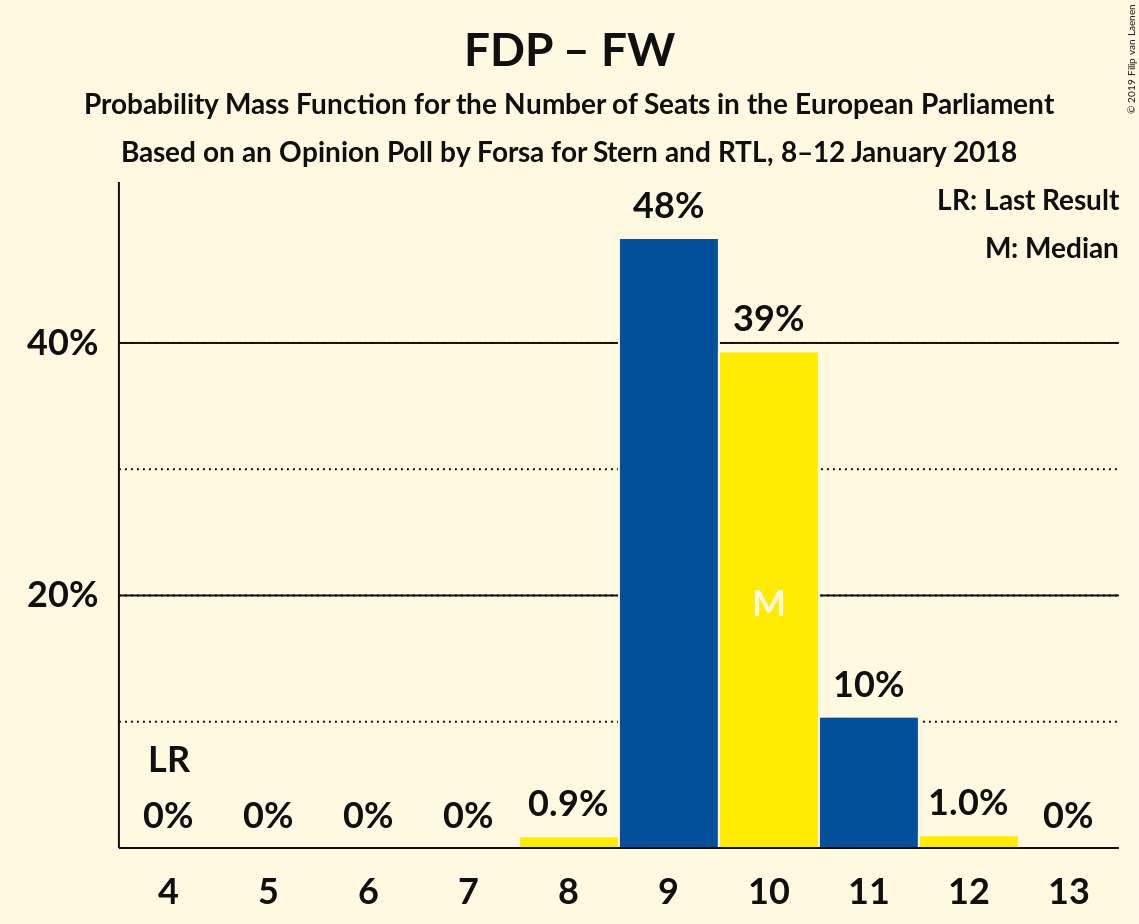 FDP – FW
Probability Mass Function for the Number of Seats in the European Parliament
Based on an Opinion Poll by Forsa for Stern and RTL, 8–12 January 2018
© 2019 Filip van Laenen
LR: Last Result
M: Median
48%
39%
40%
20%
M
10%
LR
0%
0%
0%
0%
0.9%
1.0%
0%
4
5
6
7
8
9
10
11
12
13